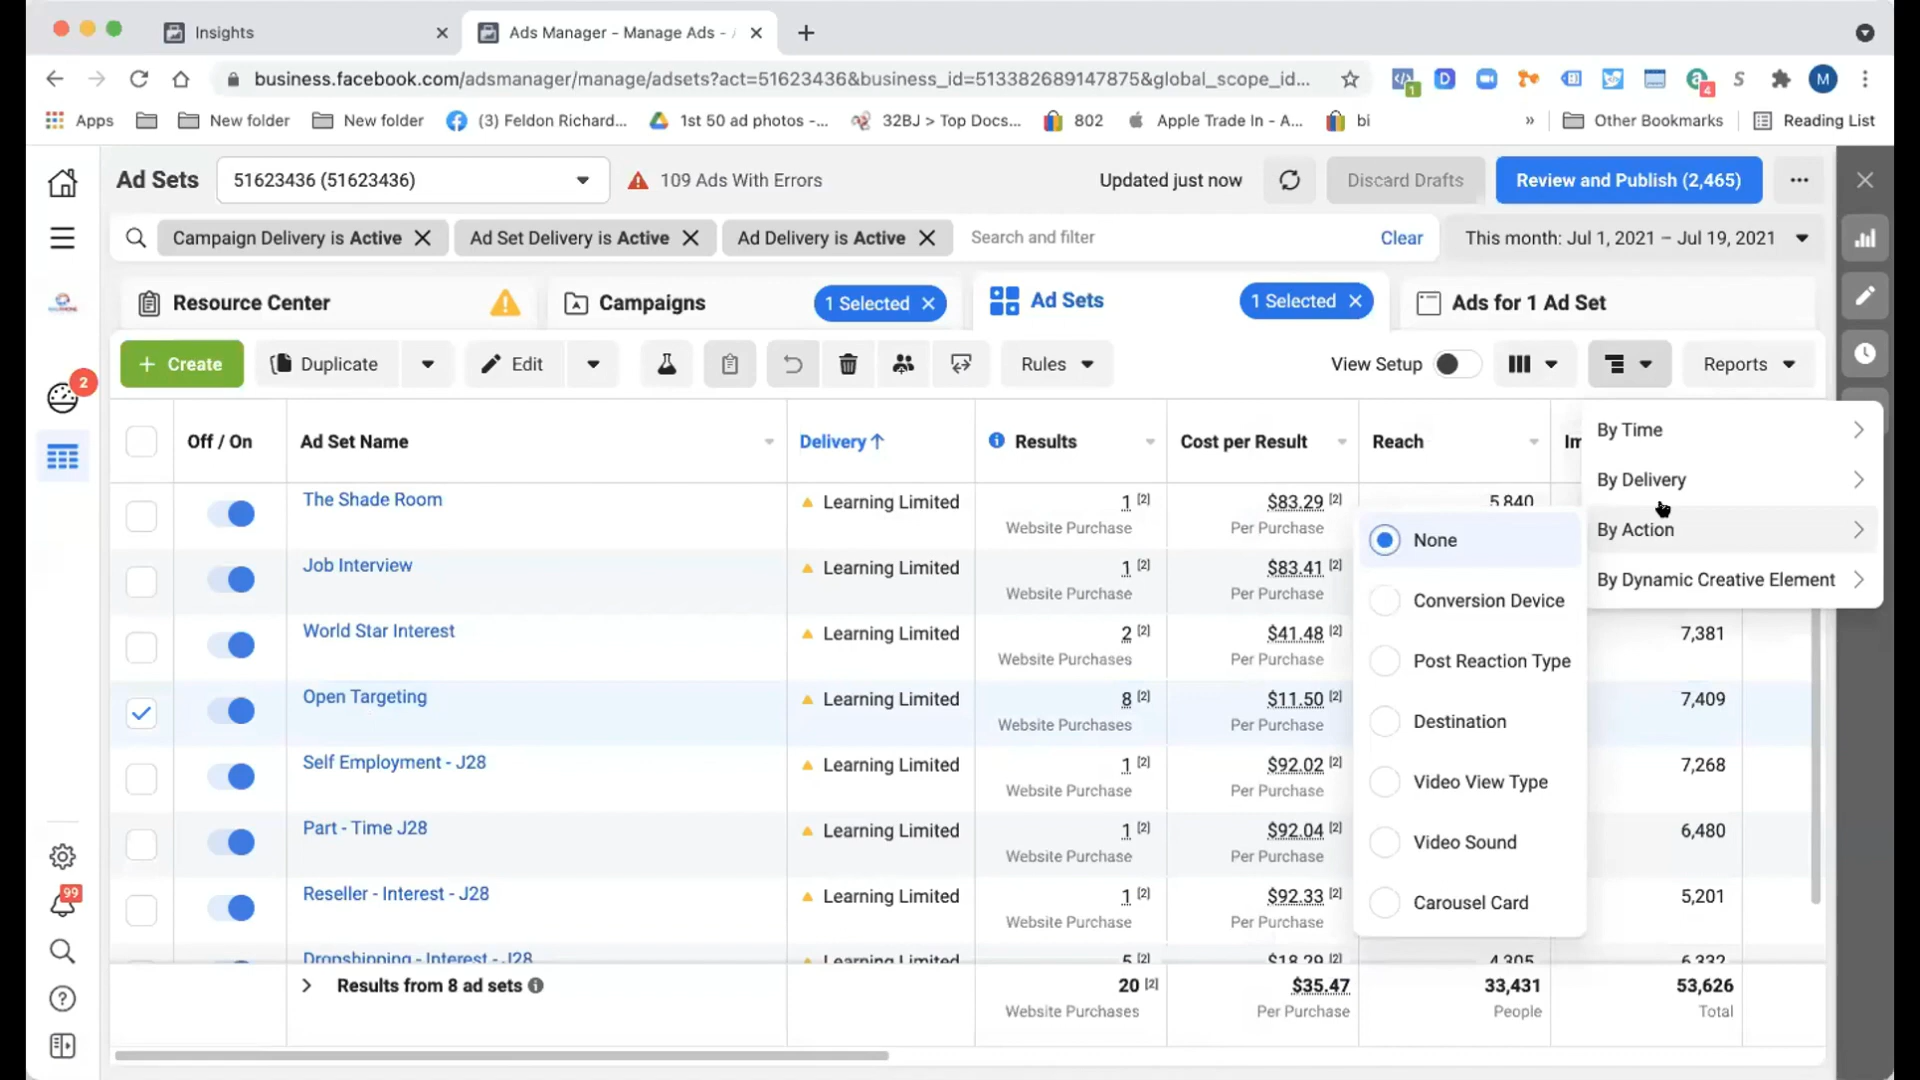 Insights
Ads Manager - Manage Ads - A
business.facebook.com/adsmanager/manage/adsets?act=51623436&business_id=513382689147875&global_scope_id...
1
D
4
S
M
Apps
New folder
New folder
(3) Feldon Richard...
1st 50 ad photos -...
32BJ > Top Docs...
802
Apple Trade In - A...
bi
»
Other Bookmarks
Reading List
Ad Sets
51623436 (51623436)
109 Ads With Errors
Updated just now
Discard Drafts
Review and Publish (2,465)
Campaign Delivery is Active
Ad Set Delivery is Active
Ad Delivery is Active
Search and filter
Clear
This month: Jul 1, 2021 – Jul 19, 2021
Resource Center
Campaigns
1 Selected
Ad Sets
1 Selected
Ads for 1 Ad Set
+ Create
Duplicate
Edit
Rules
View Setup
Reports
2
99
Off / On
Ad Set Name
Delivery↑
Results
Cost per Result
Reach
Im
The Shade Room
Learning Limited
1 [2]
Website Purchase
$83.29 [2]
Per Purchase
5,840
Job Interview
Learning Limited
1 [2]
Website Purchase
$83.41 [2]
Per Purchase
World Star Interest
Learning Limited
2 [2]
Website Purchases
$41.48 [2]
Per Purchase
7,381
Open Targeting
Learning Limited
8 [2]
Website Purchases
$11.50 [2]
Per Purchase
7,409
Self Employment - J28
Learning Limited
1 [2]
Website Purchase
$92.02 [2]
Per Purchase
7,268
Part - Time J28
Learning Limited
1 [2]
Website Purchase
$92.04 [2]
Per Purchase
6,480
Reseller - Interest - J28
Learning Limited
1 [2]
Website Purchase
$92.33 [2]
Per Purchase
5,201
Dropshipping - Interest - J28
Learning Limited
5 [2]
$18.29 [2]
4,305
6,332
Results from 8 ad sets
20 [2]
Website Purchases
$35.47
Per Purchase
33,431
People
53,626
Total
By Time
By Delivery
By Action
By Dynamic Creative Element
None
Conversion Device
Post Reaction Type
Destination
Video View Type
Video Sound
Carousel Card